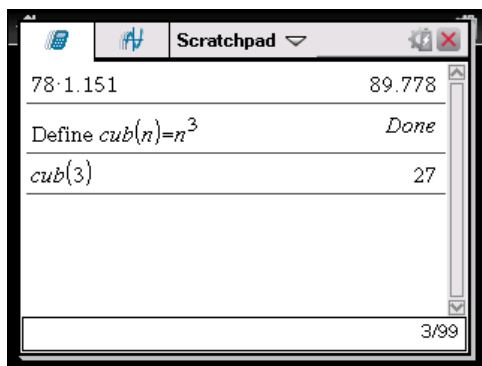 Scratchpad ▽
78·1.151 89.778
Define cub(n)=n³ Done
cub(3) 27
3/99